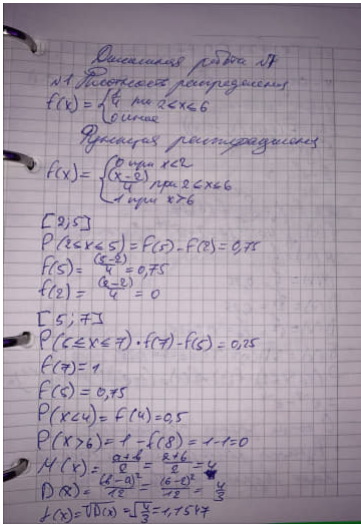 Домашняя работа №7
№1 Плотность распределения
f(x) = { 1/4 при 2≤x≤6
0 иначе
Функция распределения
f(x) = { 0 при x<2
(x-2)/4 при 2≤x≤6
1 при x>6
[2,5]
P(2≤x≤5) = f(5) - f(2) = 0,75
f(5) = (5-2)/4 = 0,75
f(2) = (2-2)/4 = 0
[5;7]
P(5≤x≤7) = f(7) - f(5) = 0,25
f(7) = 1
f(5) = 0,75
P(x<4) = f(4) = 0,5
P(x>6) = 1 - f(8) = 1-1=0
M(x) = (a+b)/2 = (2+6)/2 = 4
D(x) = (b-a)²/12 = (6-2)²/12 = 4/3
√D(x) = √4/3 = 1,1547